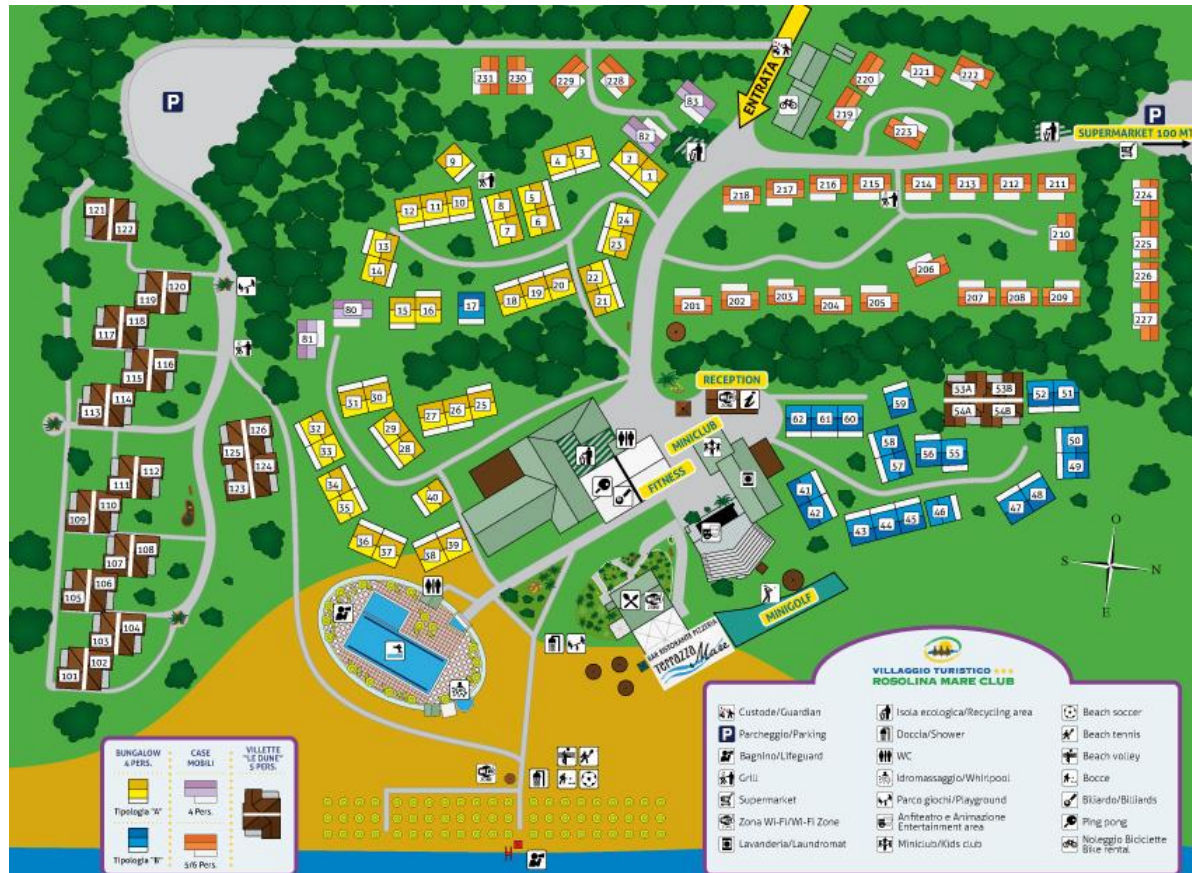 ENTRATA
P
P
SUPERMARKET 100 MT
231
230
229
228
83
82
220
221
222
219
223
9
4
3
2
1
12
11
10
8
7
5
6
24
23
13
14
218
217
216
215
214
213
212
211
224
210
225
206
226
227
121
122
120
119
118
117
116
115
114
113
80
81
15
16
17
18
19
20
22
21
201
202
203
204
205
207
208
209
RECEPTION
MINICLUB
FITNESS
31
30
27
26
25
29
28
32
33
34
35
36
37
38
39
40
126
125
124
123
112
111
110
109
108
107
106
105
104
103
102
101
62
61
60
59
53A
53B
54A
54B
52
51
58
57
56
55
50
49
41
42
43
44
45
46
47
48
MINIGOLF
BAR RISTORANTE PIZZERIA
Terrazza Mare
O
S
N
E
VILLAGGIO TURISTICO ★★★
ROSOLINA MARE CLUB
Custode/Guardian
Parcheggio/Parking
Bagnino/Lifeguard
Grill
Supermarket
Zona Wi-Fi/Wi-Fi Zone
Lavanderia/Laundromat
Isola ecologica/Recycling area
Doccia/Shower
WC
Idromassaggio/Whirlpool
Parco giochi/Playground
Anfiteatro e Animazione
Entertainment area
Miniclub/Kids club
Beach soccer
Beach tennis
Beach volley
Bocce
Biliardo/Billiards
Ping pong
Noleggio Biciclette
Bike rental
BUNGALOW
4 PERS.
Tipologia "A"
Tipologia "B"
CASE
MOBILI
4 Pers.
5/6 Pers.
VILLETTE
"LE DUNE"
5 PERS.